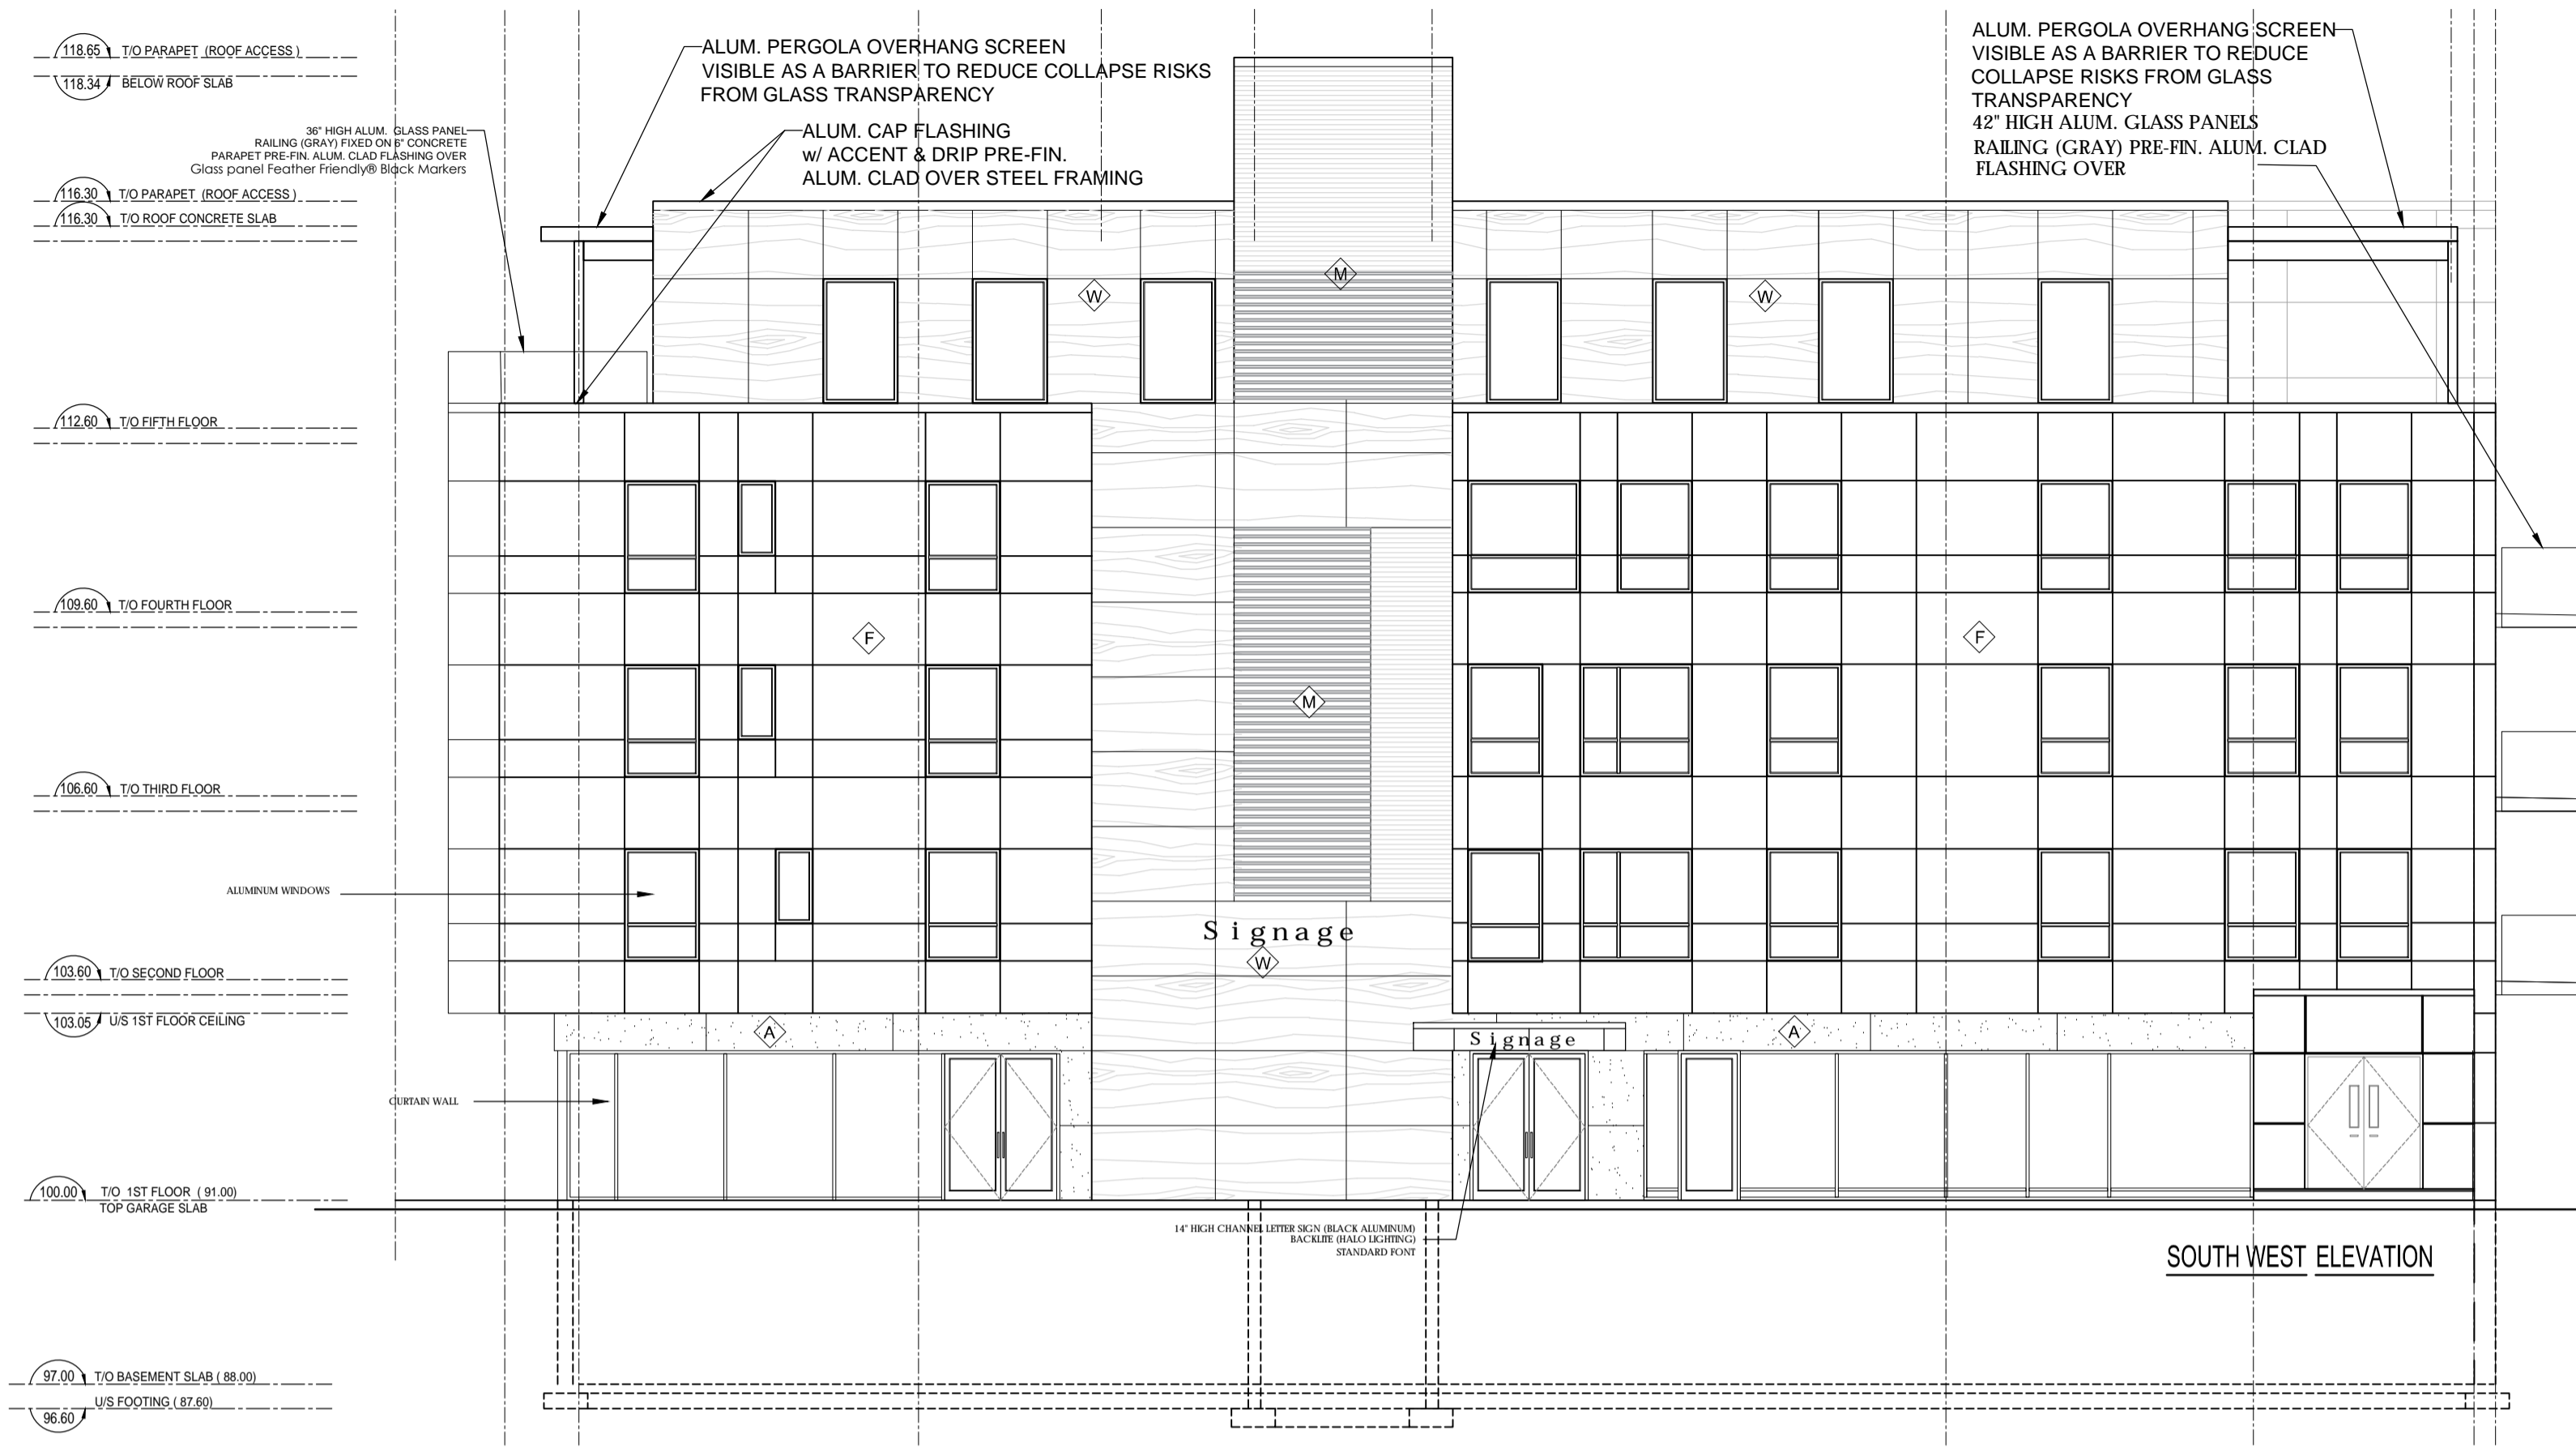 118.65 T/O PARAPET (ROOF ACCESS )
118.34 BELOW ROOF SLAB
36" HIGH ALUM. GLASS PANEL
RAILING (GRAY) FIXED ON 6" CONCRETE
PARAPET PRE-FIN. ALUM. CLAD FLASHING OVER
Glass panel Feather Friendly® Black Markers
116.30 T/O PARAPET (ROOF ACCESS )
116.30 T/O ROOF CONCRETE SLAB
112.60 T/O FIFTH FLOOR
109.60 T/O FOURTH FLOOR
106.60 T/O THIRD FLOOR
ALUMINUM WINDOWS
103.60 T/O SECOND FLOOR
103.05 U/S 1ST FLOOR CEILING
CURTAIN WALL
100.00 T/O 1ST FLOOR ( 91.00)
TOP GARAGE SLAB
97.00 T/O BASEMENT SLAB ( 88.00)
U/S FOOTING ( 87.60)
96.60
ALUM. PERGOLA OVERHANG SCREEN
VISIBLE AS A BARRIER TO REDUCE COLLAPSE RISKS
FROM GLASS TRANSPARENCY
ALUM. CAP FLASHING
w/ ACCENT & DRIP PRE-FIN.
ALUM. CLAD OVER STEEL FRAMING
ALUM. PERGOLA OVERHANG SCREEN
VISIBLE AS A BARRIER TO REDUCE
COLLAPSE RISKS FROM GLASS
TRANSPARENCY
42" HIGH ALUM. GLASS PANELS
RAILING (GRAY) PRE-FIN. ALUM. CLAD
FLASHING OVER
M
W
W
F
F
M
Signage
W
A
Signage
A
14" HIGH CHANNEL LETTER SIGN (BLACK ALUMINUM)
BACKLITE (HALO LIGHTING)
STANDARD FONT
SOUTH WEST ELEVATION